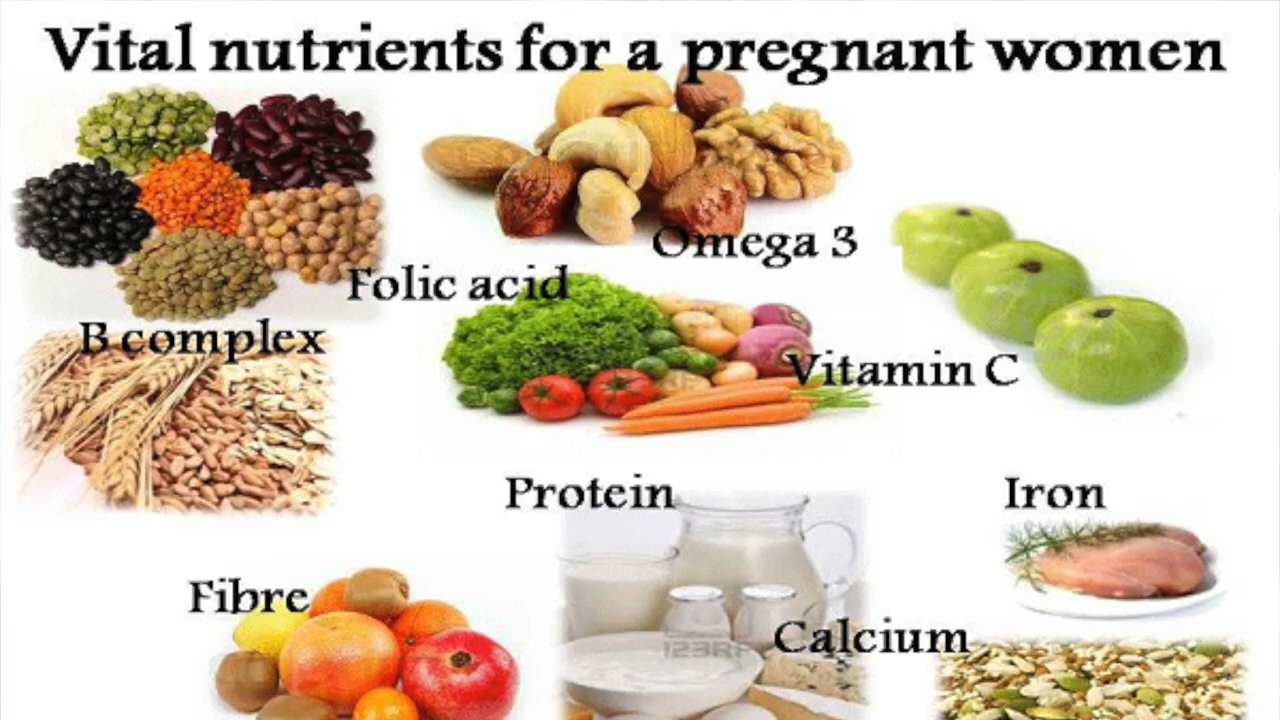 Vital nutrients for a pregnant women
Omega 3
Folic acid
B complex
Vitamin C
Protein
Iron
Fibre
Calcium
123RF